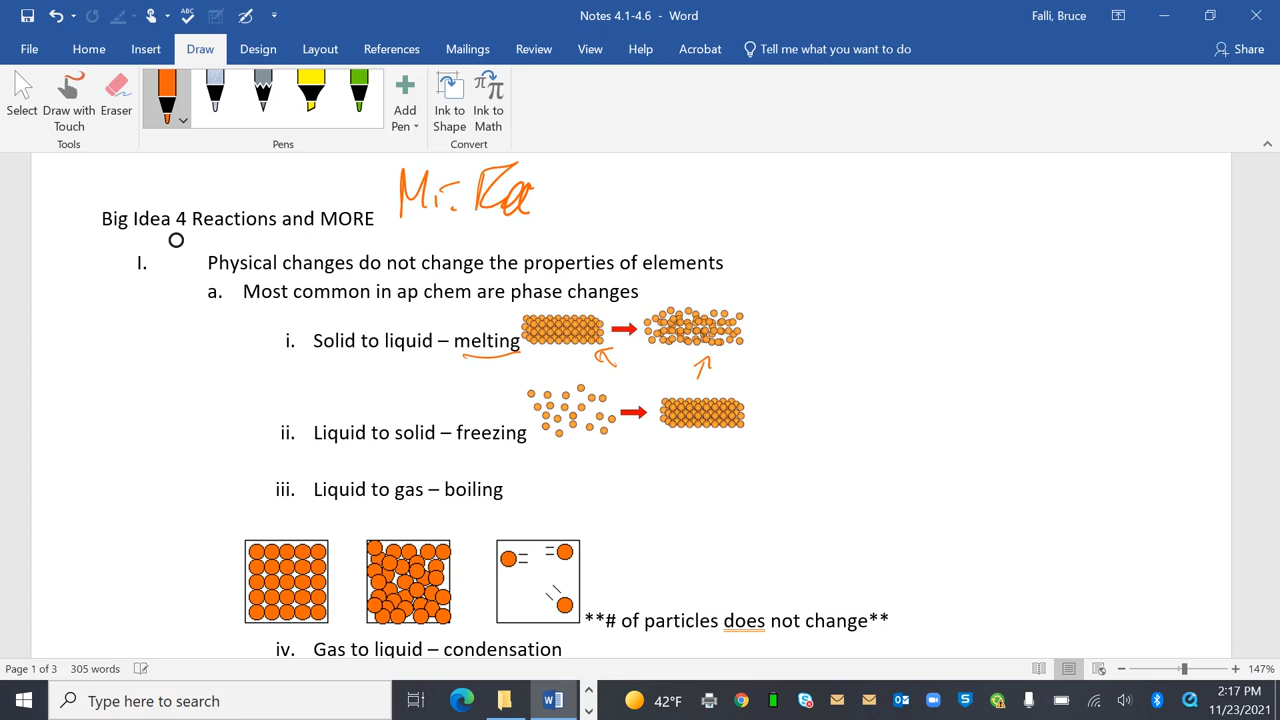 Notes 4.1-4.6 - Word
Falli, Bruce
File Home Insert Draw Design Layout References Mailings Review View Help Acrobat Tell me what you want to do Share
Select
Draw with Touch
Eraser
Add Pen
Ink to Shape
Ink to Math
Tools
Pens
Convert
Mr.
Big Idea 4 Reactions and MORE
I. Physical changes do not change the properties of elements
a. Most common in ap chem are phase changes
i. Solid to liquid – melting
ii. Liquid to solid – freezing
iii. Liquid to gas – boiling
**# of particles does not change**
iv. Gas to liquid – condensation
Page 1 of 3 305 words
147%
Type here to search
42°F
2:17 PM
11/23/2021